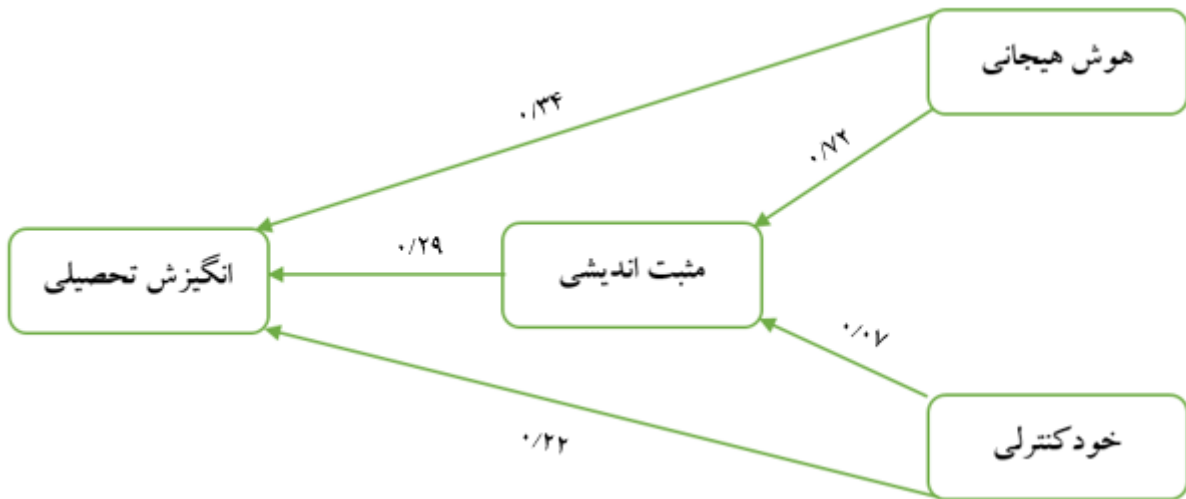 هوش هیجانی
۰/۳۴
۰/۷۲
مثبت اندیشی
۰/۲۹
انگیزش تحصیلی
۰/۰۷
خودکنترلی
۰/۲۲